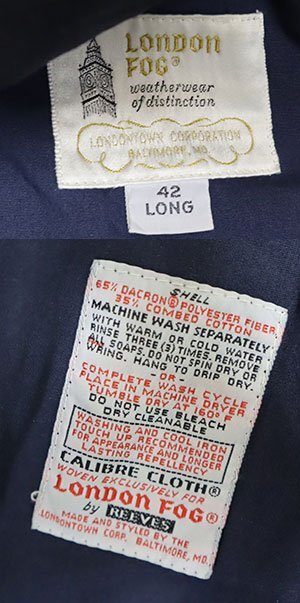 LONDON
FOG®
weatherwear
of distinction
LONDONTOWN CORPORATION
BALTIMORE, MD.
42
LONG
SHELL
65% DACRON® POLYESTER FIBER,
35% COMBED COTTON
MACHINE WASH SEPARATELY
WITH WARM OR COLD WATER
RINSE THREE (3) TIMES. REMOVE
ALL SOAPS. DO NOT SPIN DRY OR
WRING. HANG TO DRIP DRY.
- OR -
COMPLETE WASH CYCLE
PLACE IN MACHINE DRYER
TUMBLE DRY AT 160° F
DO NOT USE BLEACH
DRY CLEANABLE
WASHING AND COOL IRON
TOUCH UP RECOMMENDED
FOR APPEARANCE AND LONGER
LASTING REPELLENCY
CALIBRE CLOTH®
WOVEN EXCLUSIVELY FOR
LONDON FOG®
by REEVES
MADE AND STYLED BY THE
LONDONTOWN CORP. BALTIMORE, MD.